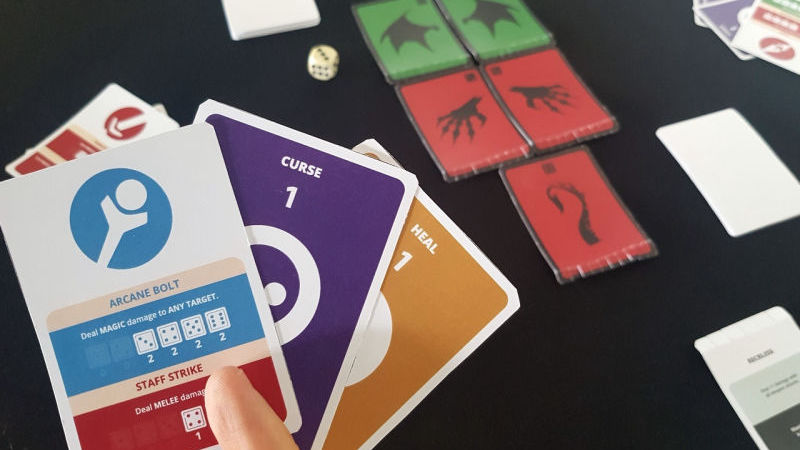 ARCANE BOLT
Deal MAGIC damage to ANY TARGET.
2 2 2 2
STAFF STRIKE
Deal MELEE
1
CURSE
1
HEAL
1